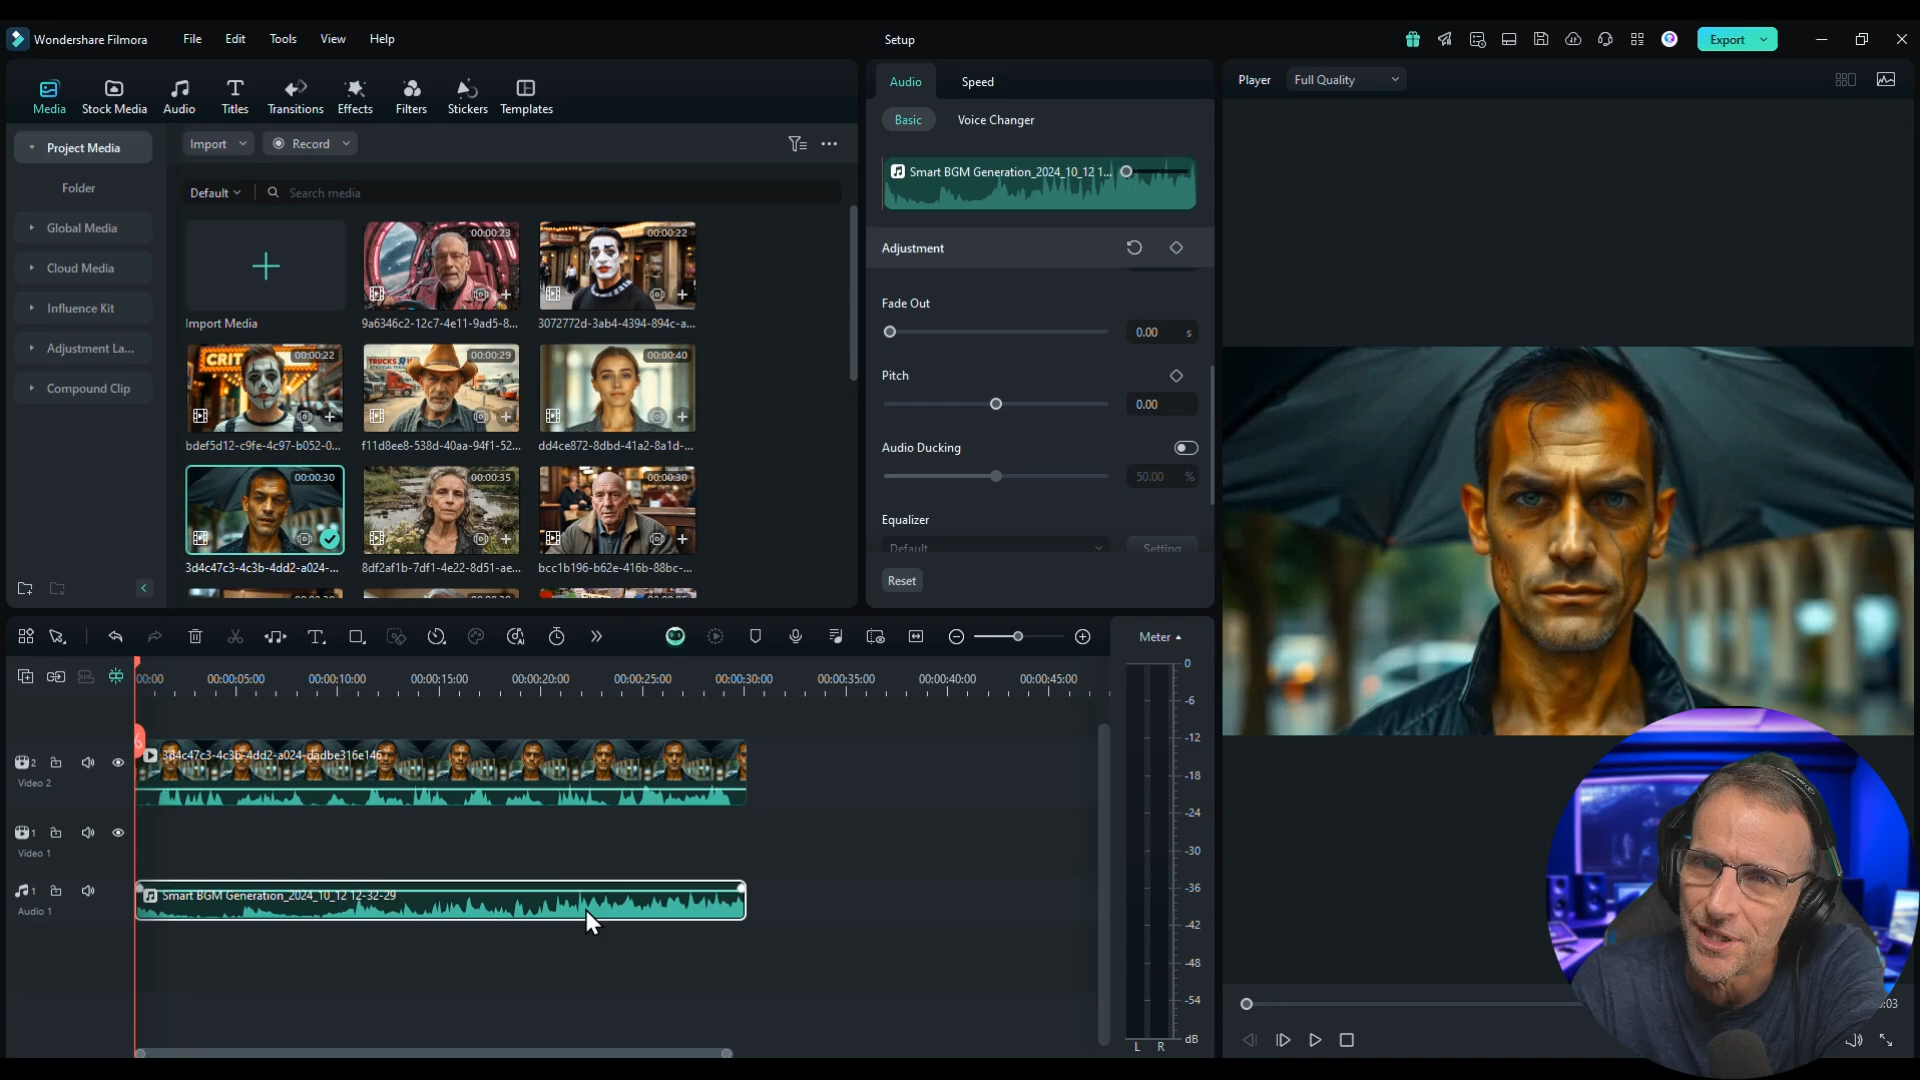 Wondershare Filmora File Edit Tools View Help Setup Export
Media Stock Media Audio Titles Transitions Effects Filters Stickers Templates
Audio Speed
Player Full Quality
Basic Voice Changer
Project Media
Folder
Global Media
Cloud Media
Influence Kit
Adjustment La...
Compound Clip
Import Record
Default Search media
Import Media
00:00:23
9a6346c2-12c7-4e11-9ad5-8...
00:00:22
3072772d-3ab4-4394-894c-a...
CRIT
00:00:22
bdef5d12-c9fe-4c97-b052-0...
TRUCKS R U
00:00:29
f11d8ee8-538d-40aa-94f1-52...
00:00:40
dd4ce872-8dbd-41a2-8a1d-...
00:00:30
3d4c47c3-4c3b-4dd2-a024-...
00:00:35
8df2af1b-7df1-4e22-8d51-ae...
00:00:30
bcc1b196-b62e-416b-88bc-...
Smart BGM Generation_2024_10_12 1...
Adjustment
Fade Out
0.00 s
Pitch
0.00
Audio Ducking
50.00 %
Equalizer
Default Setting
Reset
Meter
00:00 00:00:05:00 00:00:10:00 00:00:15:00 00:00:20:00 00:00:25:00 00:00:30:00 00:00:35:00 00:00:40:00 00:00:45:00
2
Video 2
3d4c47c3-4c3b-4dd2-a024-dadbe316e146
1
Video 1
1
Audio 1
Smart BGM Generation_2024_10_12 12-32-29
0
-6
-12
-18
-24
-30
-36
-42
-48
-54
dB
L R
:03